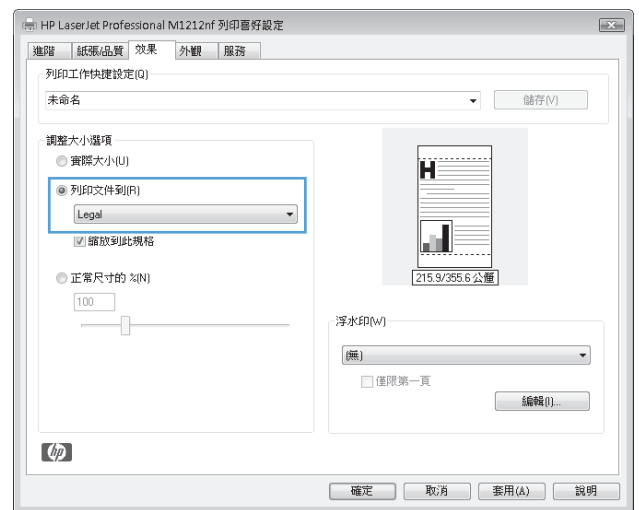 HP LaserJet Professional M1212nf 列印喜好設定
進階 紙張/品質 效果 外觀 服務
列印工作快捷設定(Q)
未命名
儲存(V)
調整大小選項
實際大小(U)
列印文件到(R)
Legal
縮放到此規格
正常尺寸的 %(N)
100
H
215.9/355.6 公釐
浮水印(W)
(無)
僅限第一頁
編輯(I)...
hp
確定 取消 套用(A) 說明